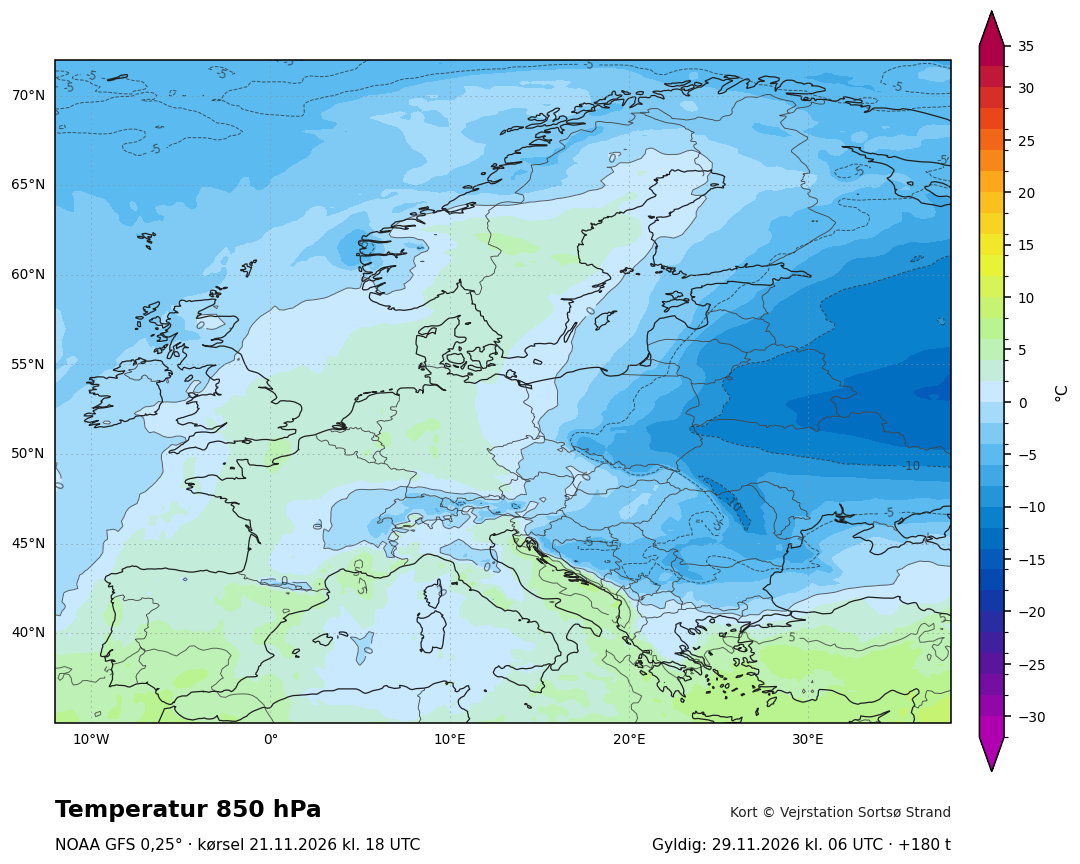 35
30
25
20
15
10
5
0
−5
−10
−15
−20
−25
−30
°C
70°N
65°N
60°N
55°N
50°N
45°N
40°N
10°W 0° 10°E 20°E 30°E
Temperatur 850 hPa
Kort © Vejrstation Sortsø Strand
NOAA GFS 0,25° · kørsel 21.11.2026 kl. 18 UTC
Gyldig: 29.11.2026 kl. 06 UTC · +180 t